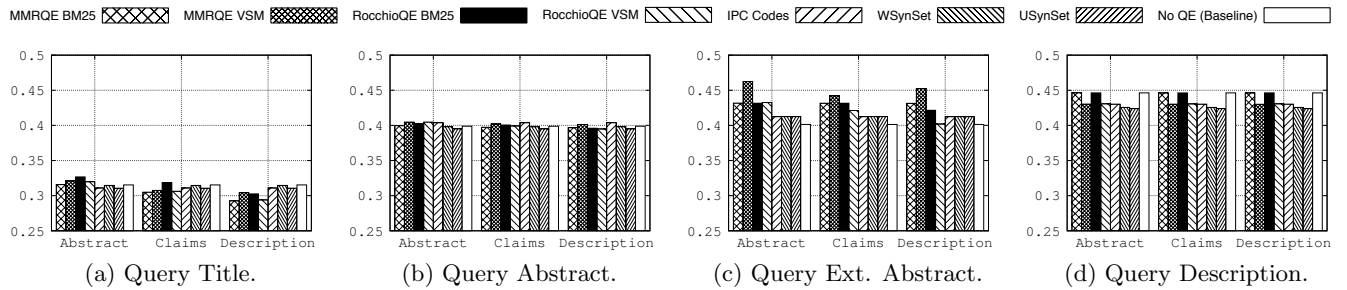 MMRQE BM25 MMRQE VSM RocchioQE BM25 RocchioQE VSM IPC Codes WSynSet USynSet No QE (Baseline)
0.5 0.5 0.5 0.5
0.45 0.45 0.45 0.45
0.4 0.4 0.4 0.4
0.35 0.35 0.35 0.35
0.3 0.3 0.3 0.3
0.25 0.25 0.25 0.25
Abstract Claims Description Abstract Claims Description Abstract Claims Description Abstract Claims Description
(a) Query Title. (b) Query Abstract. (c) Query Ext. Abstract. (d) Query Description.